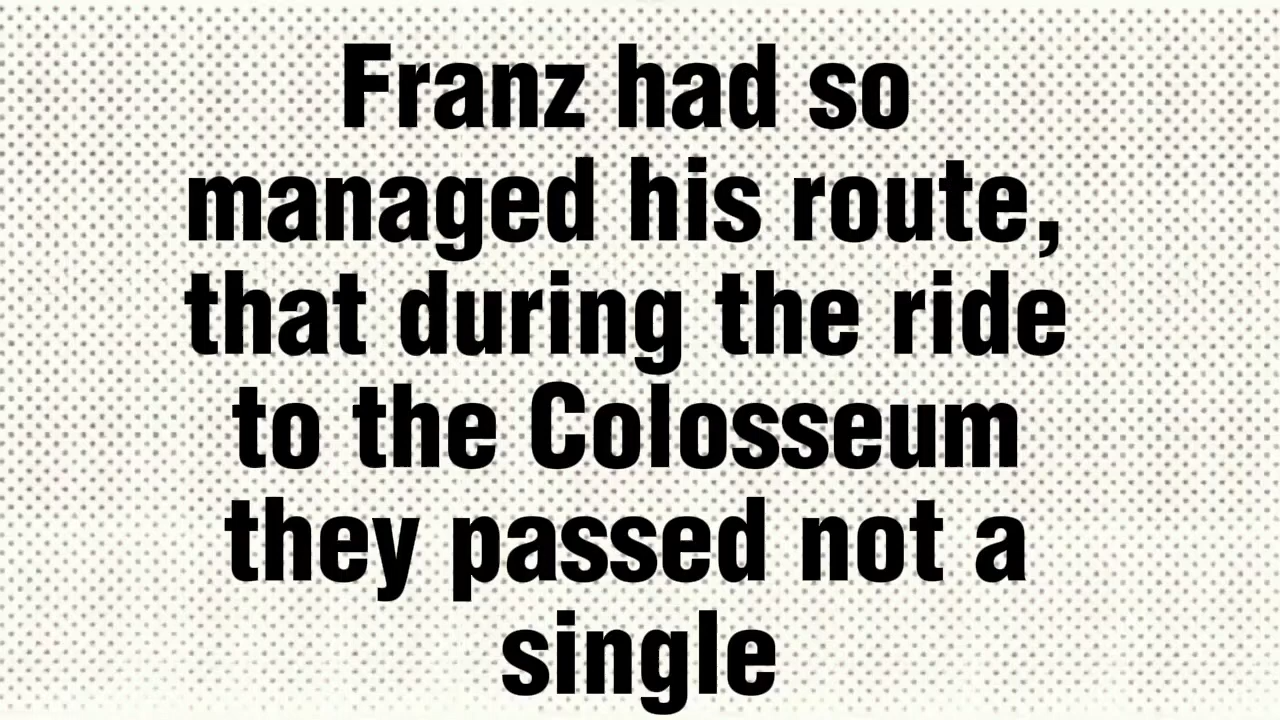 Franz had so
managed his route,
that during the ride
to the Colosseum
they passed not a
single